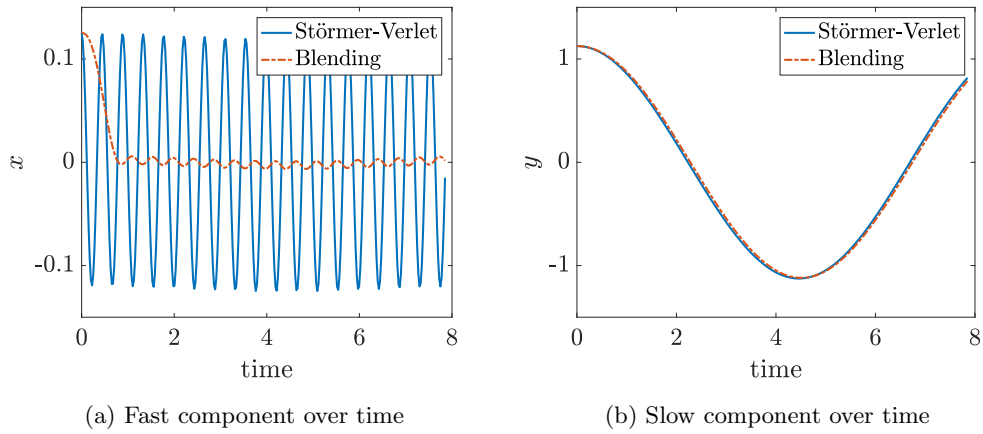 Störmer-Verlet
Blending
0.1
0
-0.1
x
0 2 4 6 8
time
(a) Fast component over time
Störmer-Verlet
Blending
1
0
-1
y
0 2 4 6 8
time
(b) Slow component over time